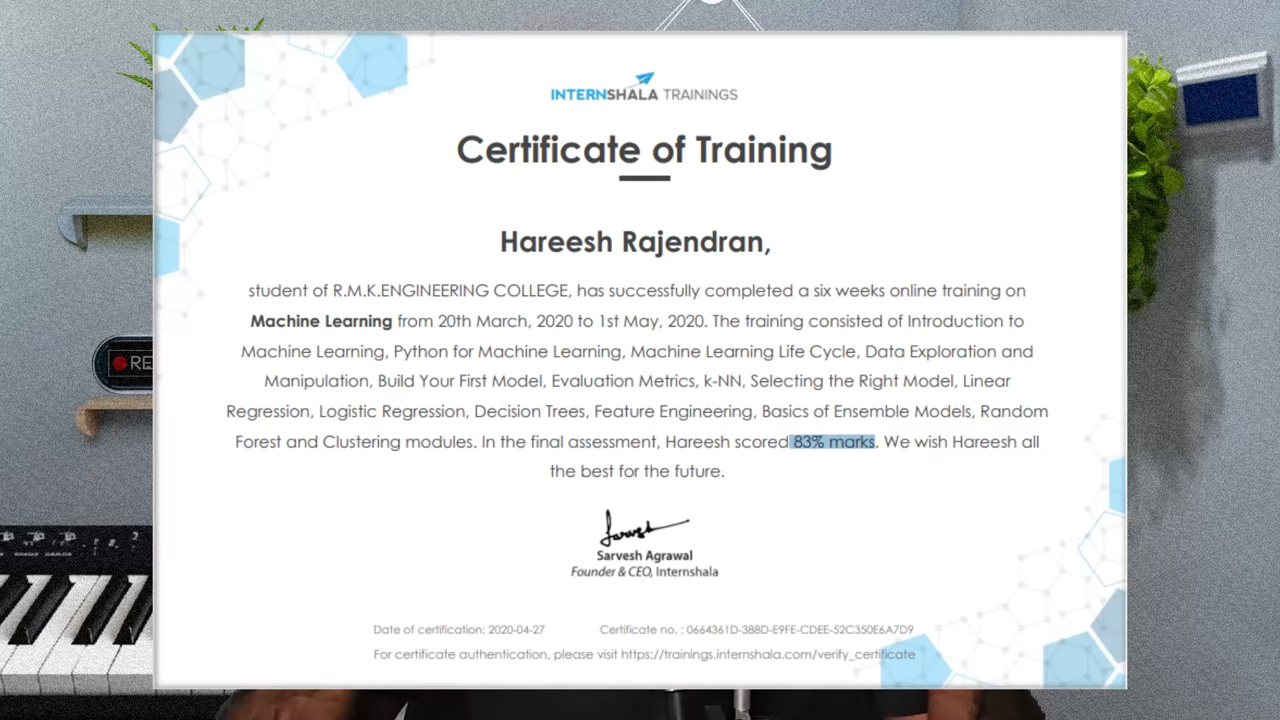 INTERNSHALA TRAININGS
Certificate of Training
Hareesh Rajendran,
student of R.M.K.ENGINEERING COLLEGE, has successfully completed a six weeks online training on
Machine Learning from 20th March, 2020 to 1st May, 2020. The training consisted of Introduction to
Machine Learning, Python for Machine Learning, Machine Learning Life Cycle, Data Exploration and
Manipulation, Build Your First Model, Evaluation Metrics, k-NN, Selecting the Right Model, Linear
Regression, Logistic Regression, Decision Trees, Feature Engineering, Basics of Ensemble Models, Random
Forest and Clustering modules. In the final assessment, Hareesh scored 83% marks. We wish Hareesh all
the best for the future.
Sarvesh
Sarvesh Agrawal
Founder & CEO, Internshala
Date of certification: 2020-04-27 Certificate no. : 0664361D-388D-E9FE-CDEE-52C350E6A7D9
For certificate authentication, please visit https://trainings.internshala.com/verify_certificate
RE